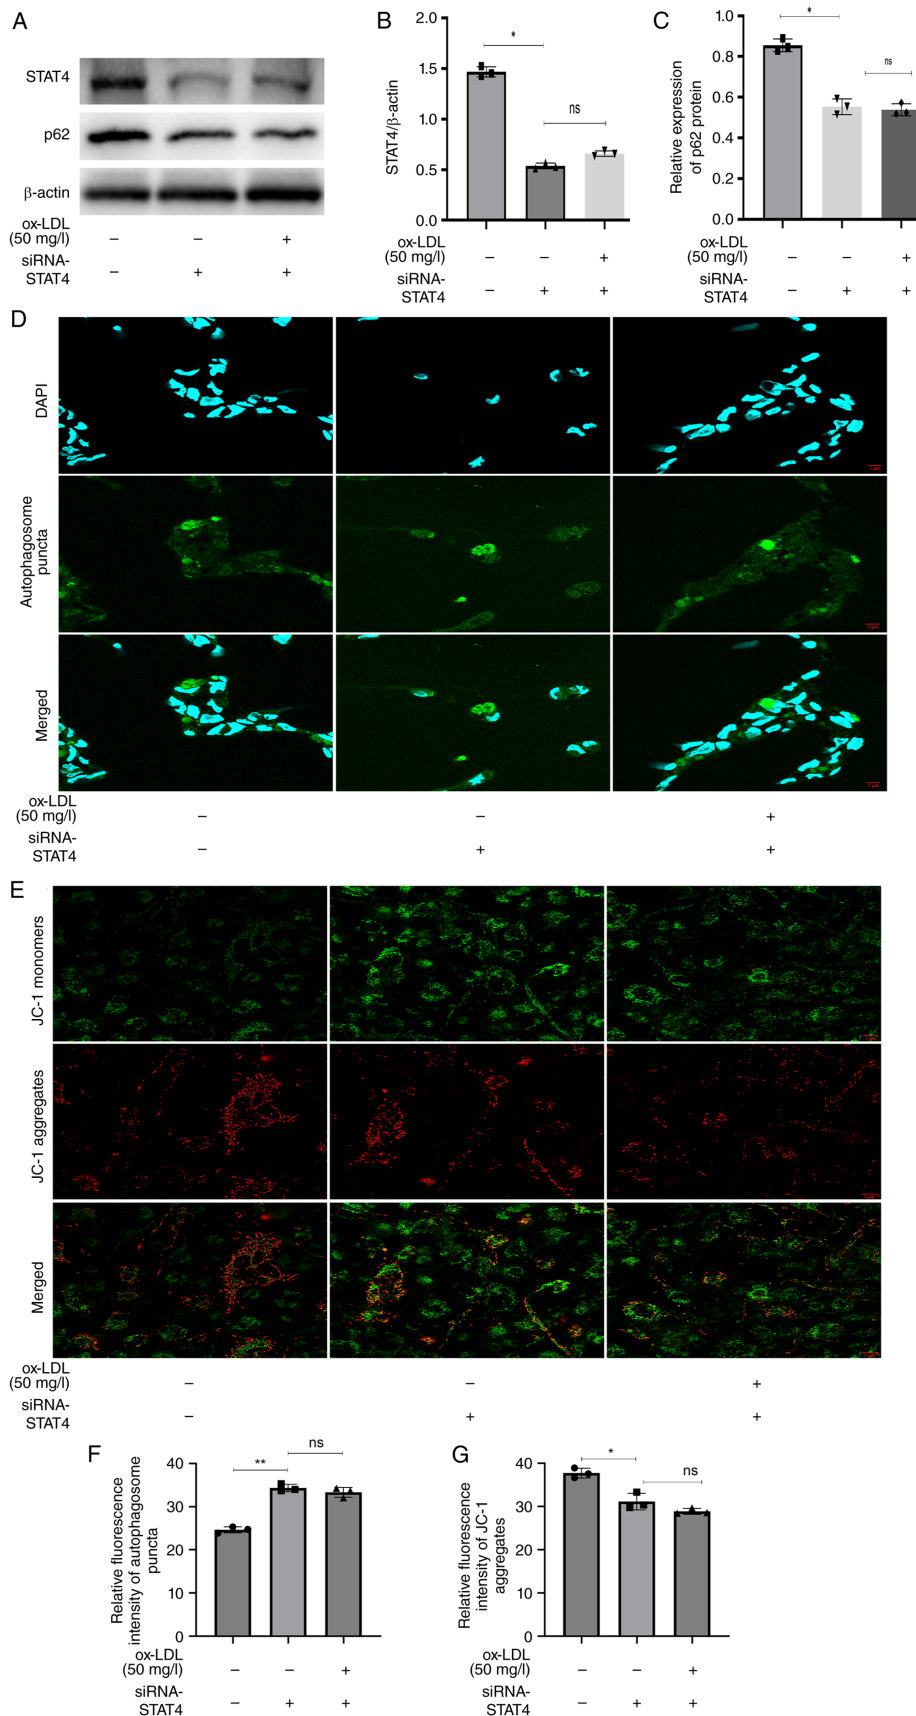 A
STAT4
p62
β-actin
ox-LDL
(50 mg/l)
– – +
siRNA-
STAT4
– + +
B
STAT4/β-actin
2.0
1.5
1.0
0.5
0.0
*
ns
ox-LDL
(50 mg/l)
– – +
siRNA-
STAT4
– + +
C
Relative expression
of p62 protein
1.0
0.8
0.6
0.4
0.2
0.0
*
ns
ox-LDL
(50 mg/l)
– – +
siRNA-
STAT4
– + +
D
DAPI
Autophagosome
puncta
Merged
ox-LDL
(50 mg/l)
– – +
siRNA-
STAT4
– + +
E
JC-1 monomers
JC-1 aggregates
Merged
ox-LDL
(50 mg/l)
– – +
siRNA-
STAT4
– + +
F
Relative fluorescence
intensity of autophagosome
puncta
40
30
20
10
0
**
ns
ox-LDL
(50 mg/l)
– – +
siRNA-
STAT4
– + +
G
Relative fluorescence
intensity of JC-1
aggregates
40
30
20
10
0
*
ns
ox-LDL
(50 mg/l)
– – +
siRNA-
STAT4
– + +